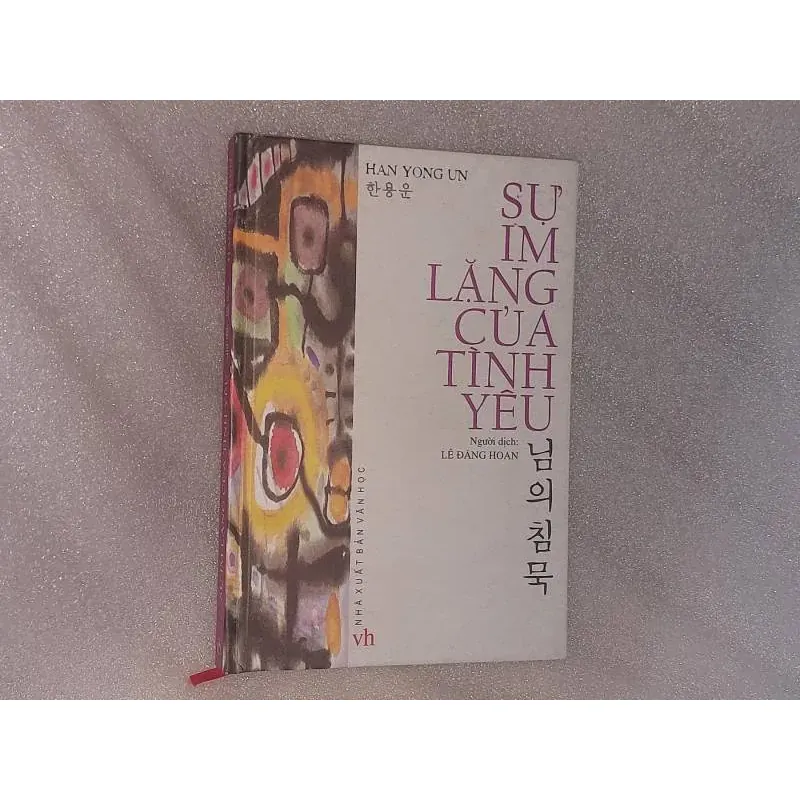 HAN YONG UN
한용운
SỰ
IM
LẶNG
CỦA
TÌNH
YÊU
Người dịch:
LÊ ĐĂNG HOAN
님의침묵
NHÀ XUẤT BẢN VĂN HỌC
vh